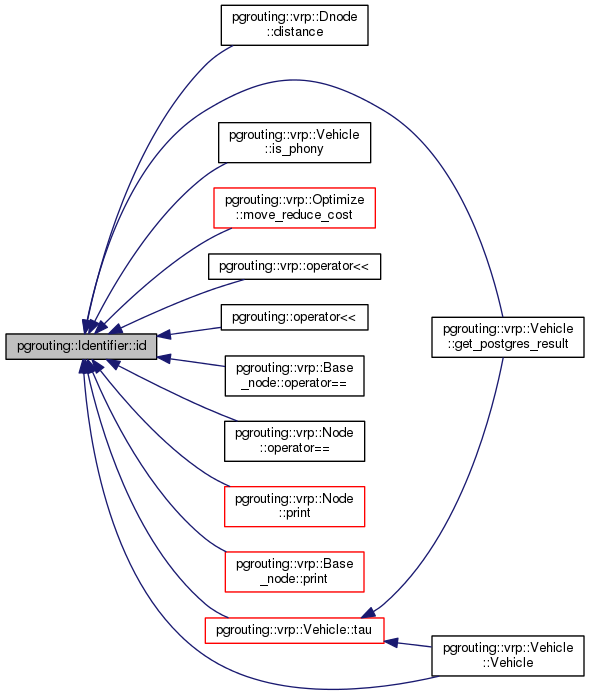 pgrouting::vrp::Dnode
::distance
pgrouting::vrp::Vehicle
::is_phony
pgrouting::vrp::Optimize
::move_reduce_cost
pgrouting::vrp::operator<<
pgrouting::operator<<
pgrouting::Identifier::id
pgrouting::vrp::Vehicle
::get_postgres_result
pgrouting::vrp::Base
_node::operator==
pgrouting::vrp::Node
::operator==
pgrouting::vrp::Node
::print
pgrouting::vrp::Base
_node::print
pgrouting::vrp::Vehicle::tau
pgrouting::vrp::Vehicle
::Vehicle